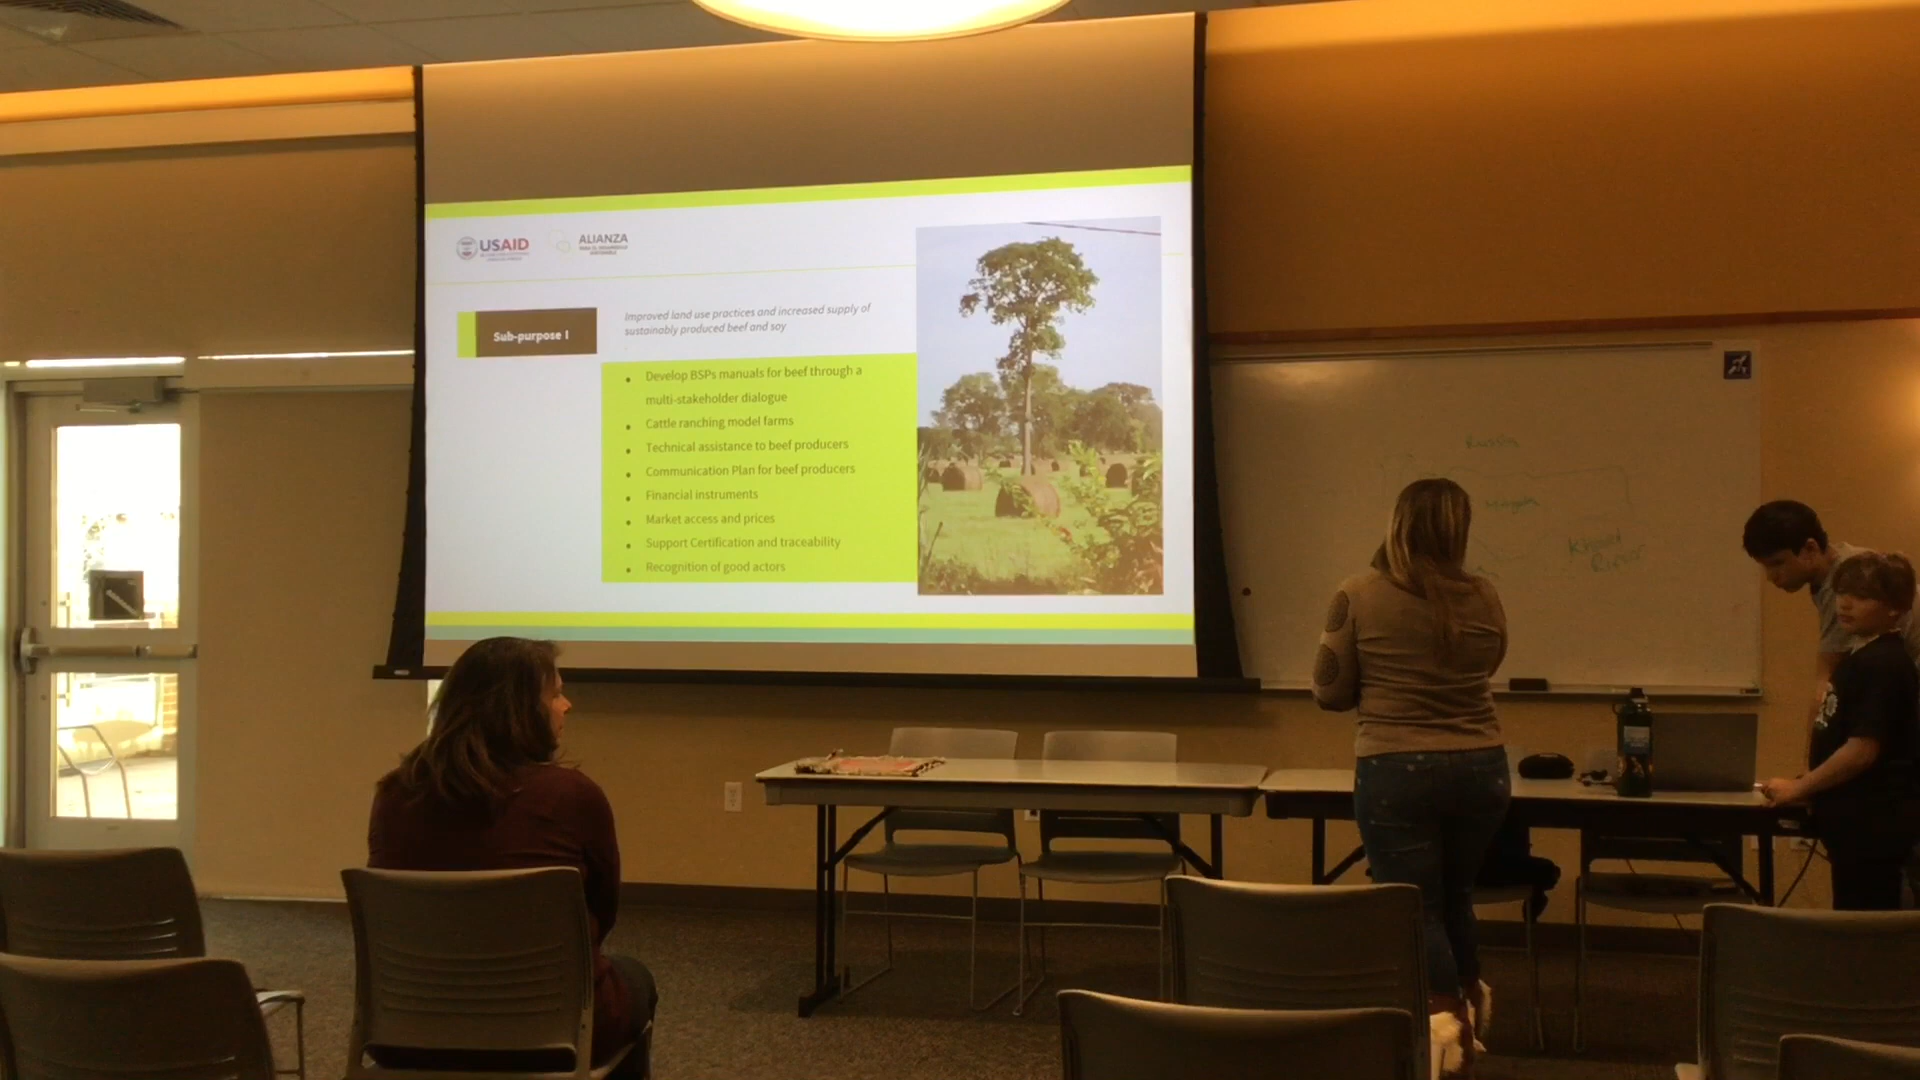 USAID
ALIANZA
PARA EL DESARROLLO
SOSTENIBLE
Sub-purpose I
Improved land use practices and increased supply of
sustainably produced beef and soy
• Develop BSPs manuals for beef through a
multi-stakeholder dialogue
• Cattle ranching model farms
• Technical assistance to beef producers
• Communication Plan for beef producers
• Financial instruments
• Market access and prices
• Support Certification and traceability
• Recognition of good actors
Russia
River